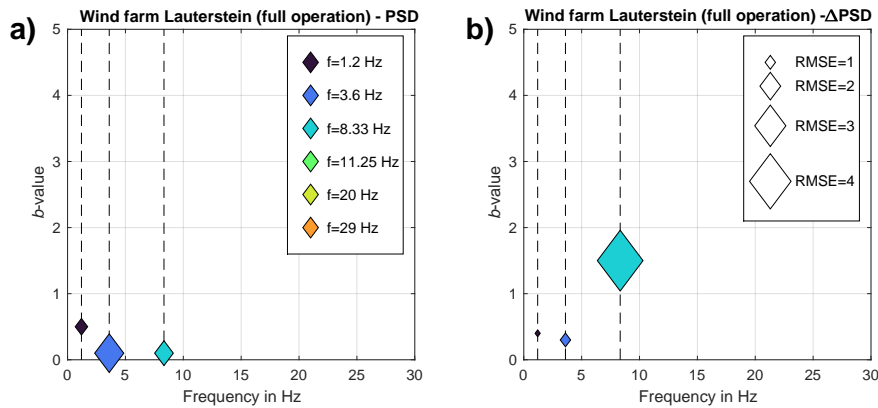 a)
Wind farm Lauterstein (full operation) - PSD
5
4
3
2
1
0
b-value
f=1.2 Hz
f=3.6 Hz
f=8.33 Hz
f=11.25 Hz
f=20 Hz
f=29 Hz
0 5 10 15 20 25 30
Frequency in Hz
b)
Wind farm Lauterstein (full operation) -ΔPSD
5
4
3
2
1
0
b-value
RMSE=1
RMSE=2
RMSE=3
RMSE=4
0 5 10 15 20 25 30
Frequency in Hz